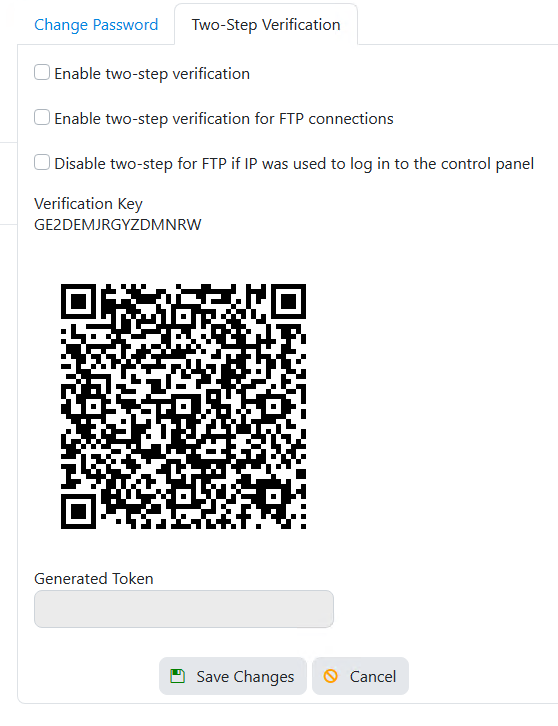 Change Password
Two-Step Verification
Enable two-step verification
Enable two-step verification for FTP connections
Disable two-step for FTP if IP was used to log in to the control panel
Verification Key
GE2DEMJRGYZDMNRW
Generated Token
Save Changes
Cancel